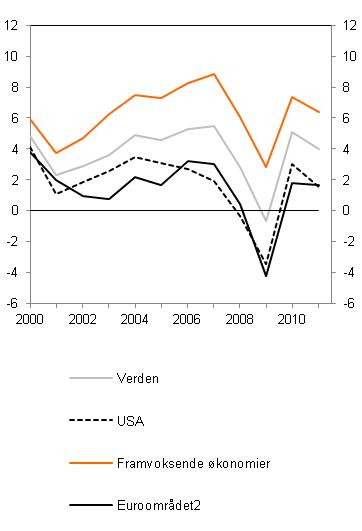 12 12
10 10
8 8
6 6
4 4
2 2
0 0
-2 -2
-4 -4
-6 -6
2000 2002 2004 2006 2008 2010
Verden
USA
Framvoksende økonomier
Euroområdet2